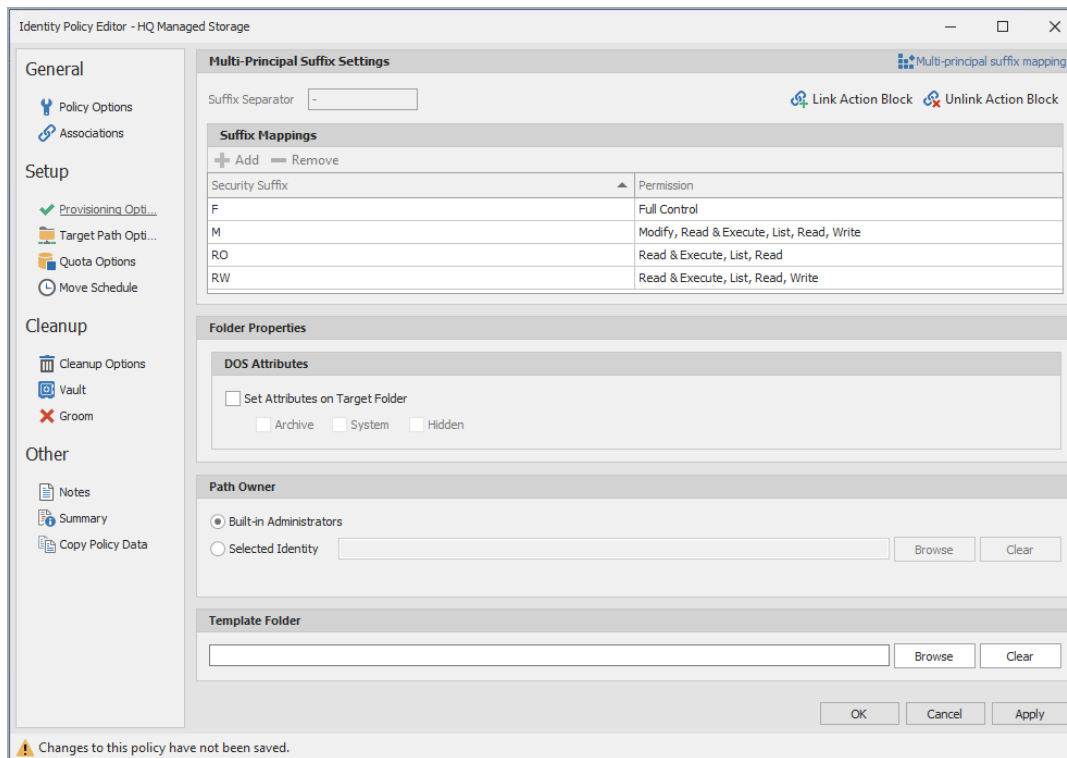 Identity Policy Editor - HQ Managed Storage
General
Policy Options
Associations
Setup
Provisioning Opti...
Target Path Opti...
Quota Options
Move Schedule
Cleanup
Cleanup Options
Vault
Groom
Other
Notes
Summary
Copy Policy Data
Multi-Principal Suffix Settings
Multi-principal suffix mapping
Suffix Separator -
Link Action Block Unlink Action Block
Suffix Mappings
Add Remove
Security Suffix Permission
F Full Control
M Modify, Read & Execute, List, Read, Write
RO Read & Execute, List, Read
RW Read & Execute, List, Read, Write
Folder Properties
DOS Attributes
Set Attributes on Target Folder
Archive System Hidden
Path Owner
Built-in Administrators
Selected Identity Browse Clear
Template Folder
Browse Clear
OK Cancel Apply
Changes to this policy have not been saved.